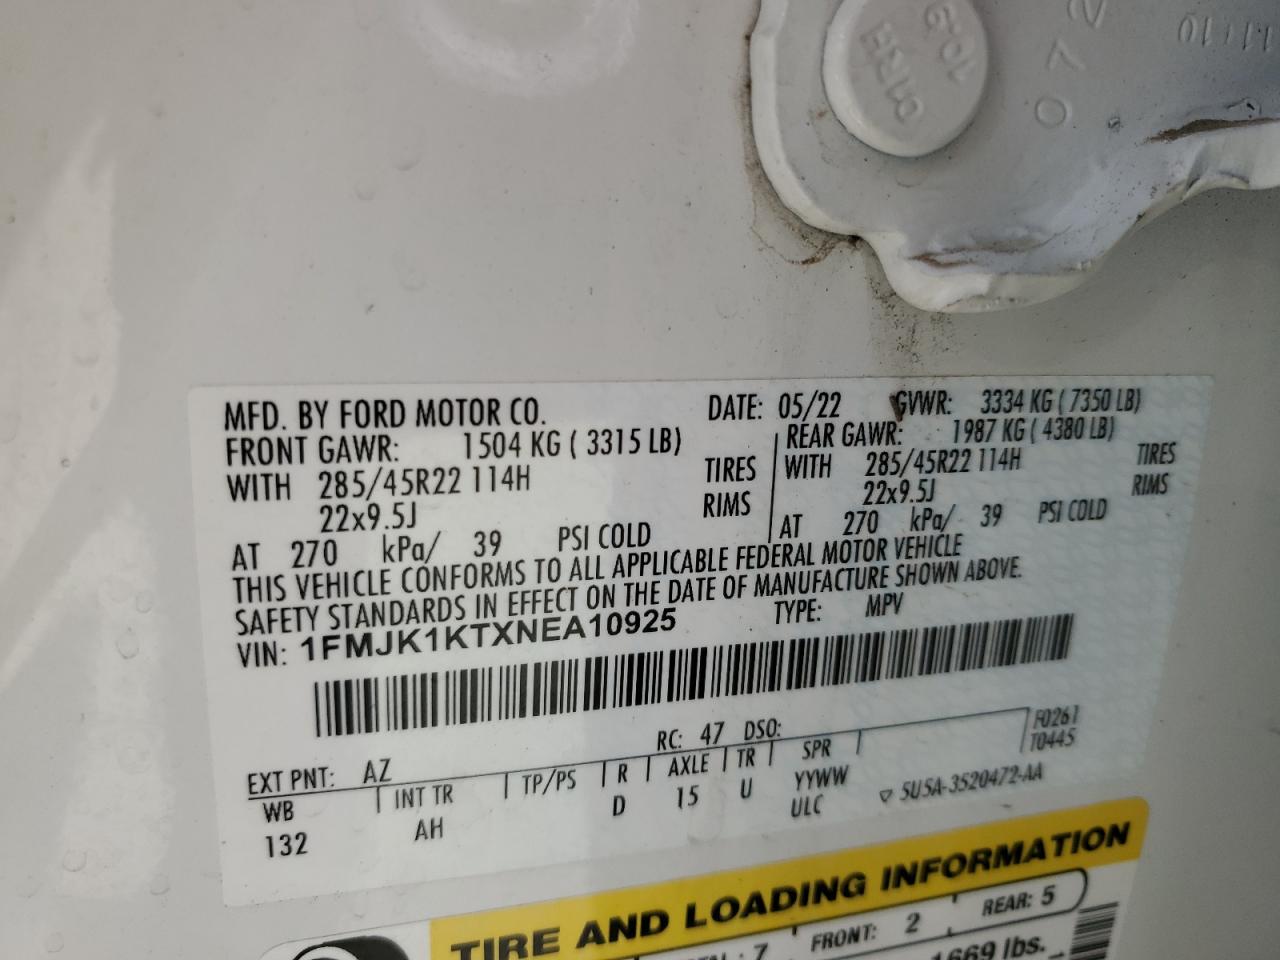 01RH
10.9
072
MFD. BY FORD MOTOR CO.
DATE: 05/22 GVWR: 3334 KG ( 7350 LB)
FRONT GAWR: 1504 KG ( 3315 LB)
REAR GAWR: 1987 KG ( 4380 LB)
WITH 285/45R22 114H TIRES
WITH 285/45R22 114H TIRES
22x9.5J RIMS
22x9.5J RIMS
AT 270 kPa/ 39 PSI COLD
AT 270 kPa/ 39 PSI COLD
THIS VEHICLE CONFORMS TO ALL APPLICABLE FEDERAL MOTOR VEHICLE
SAFETY STANDARDS IN EFFECT ON THE DATE OF MANUFACTURE SHOWN ABOVE.
VIN: 1FMJK1KTXNEA10925 TYPE: MPV
RC: 47 DSO:
F0261
T0445
EXT PNT: AZ
WB INT TR TP/PS R AXLE TR SPR
132 AH D 15 U YYWW
ULC ▽ 5U5A-3520472-AA
TIRE AND LOADING INFORMATION
7 FRONT: 2 REAR: 5
1669 lbs.